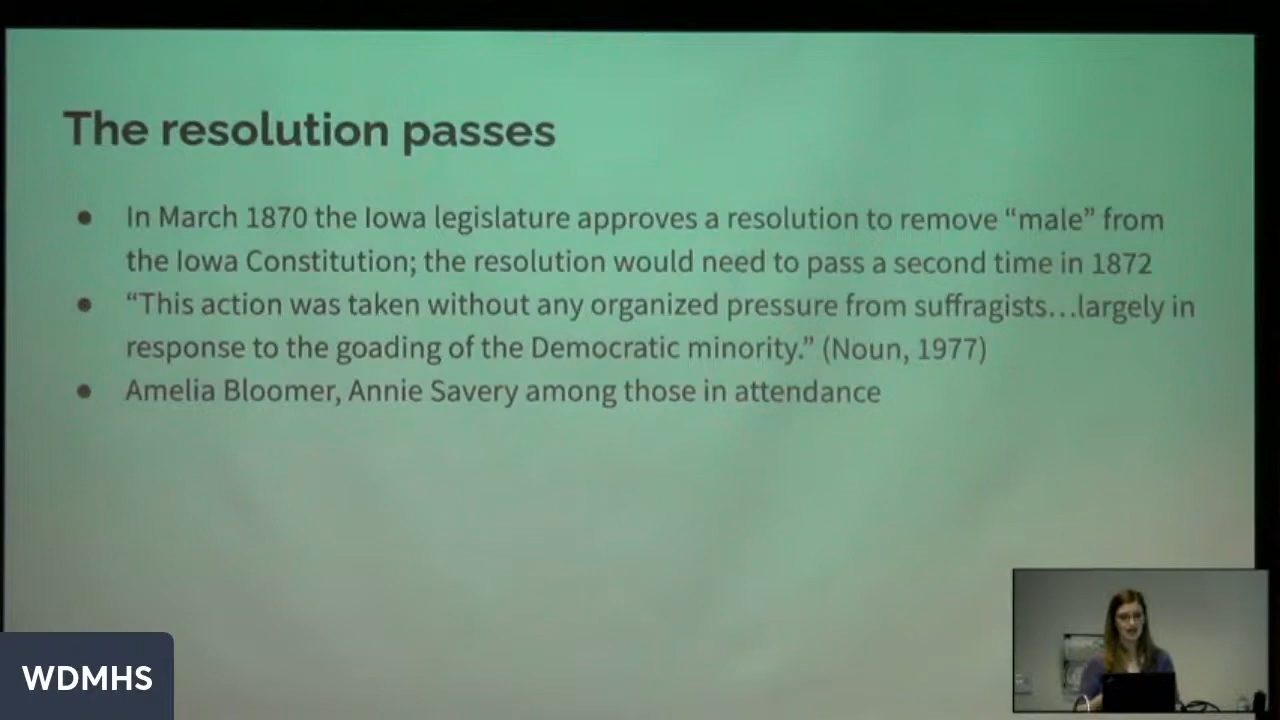 The resolution passes
● In March 1870 the Iowa legislature approves a resolution to remove “male” from
the Iowa Constitution; the resolution would need to pass a second time in 1872
● “This action was taken without any organized pressure from suffragists…largely in
response to the goading of the Democratic minority.” (Noun, 1977)
● Amelia Bloomer, Annie Savery among those in attendance
WDMHS